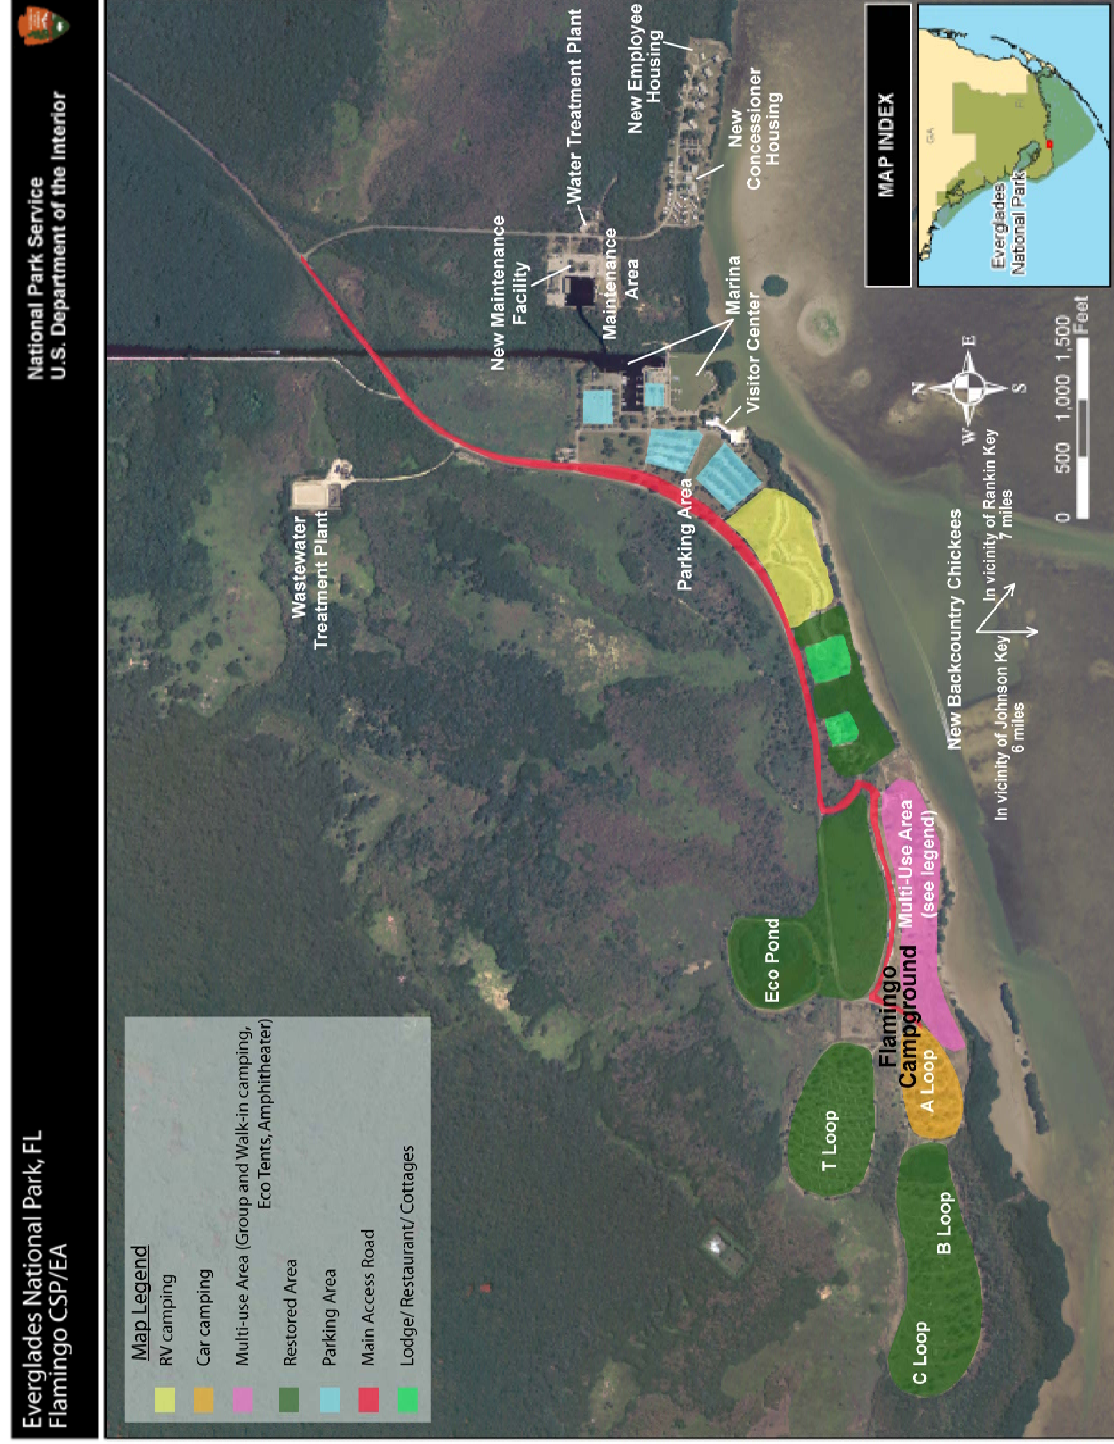 Everglades National Park, FL
Flamingo CSP/EA
National Park Service
U.S. Department of the Interior
Map Legend
RV camping
Car camping
Multi-use Area (Group and Walk-in camping,
Eco Tents, Amphitheater)
Restored Area
Parking Area
Main Access Road
Lodge/ Restaurant/ Cottages
Wastewater
Treatment Plant
New Maintenance
Facility
Water Treatment Plant
New Employee
Housing
New
Concessioner
Housing
Maintenance
Area
Marina
Visitor Center
Parking Area
Eco Pond
T Loop
Flamingo
Campground
Multi-Use Area
(see legend)
A Loop
B Loop
C Loop
New Backcountry Chickees
In vicinity of Johnson Key
6 miles
In vicinity of Rankin Key
7 miles
N
W
E
S
0 500 1,000 1,500
Feet
MAP INDEX
GA
Everglades
National Park